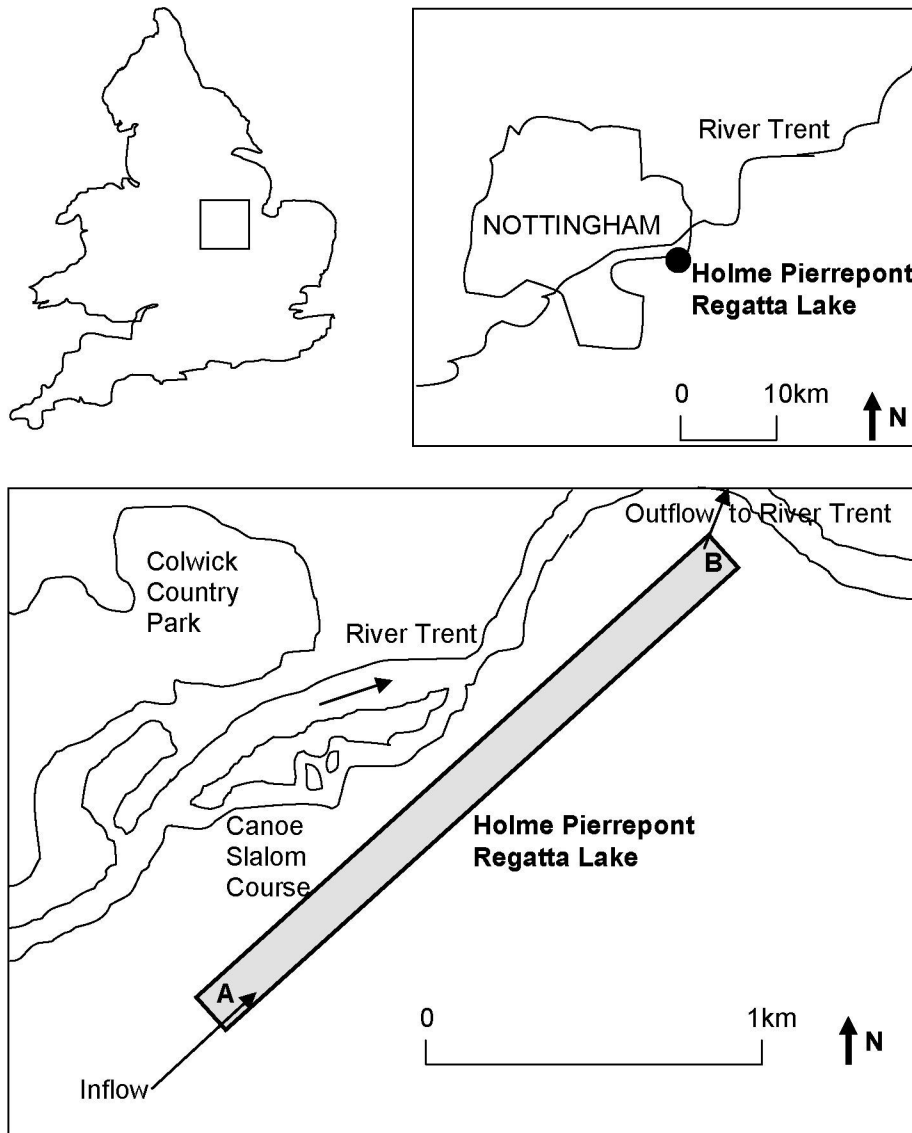 River Trent
NOTTINGHAM
Holme Pierrepont
Regatta Lake
0 10km
N
Outflow to River Trent
B
Colwick
Country
Park
River Trent
Holme Pierrepont
Regatta Lake
Canoe
Slalom
Course
A
0 1km
N
Inflow